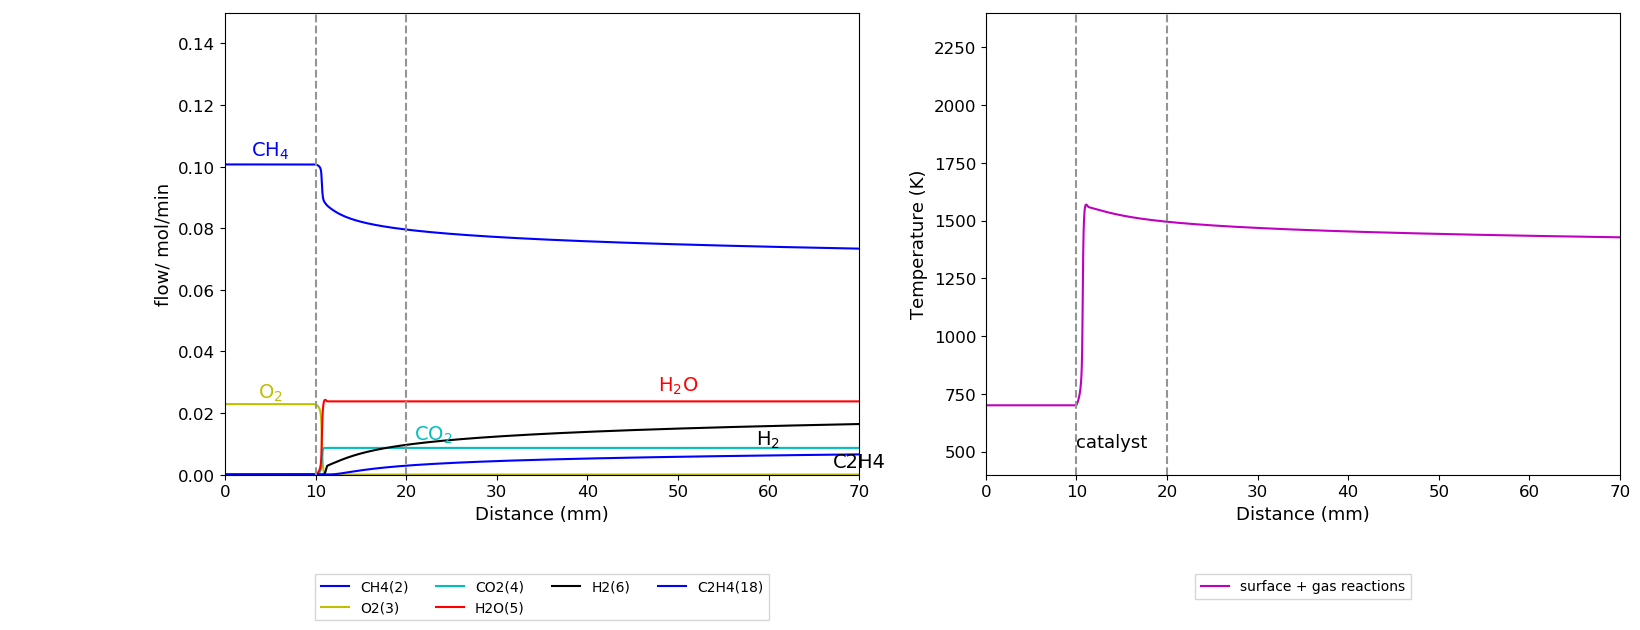 0.14
0.12
0.10
0.08
0.06
0.04
0.02
0.00
flow/ mol/min
CH₄
O₂
H₂O
CO₂
H₂
C2H4
0 10 20 30 40 50 60 70
Distance (mm)
CH4(2) CO2(4) H2(6) C2H4(18)
O2(3) H2O(5)
2250
2000
1750
1500
1250
1000
750
500
Temperature (K)
catalyst
0 10 20 30 40 50 60 70
Distance (mm)
surface + gas reactions